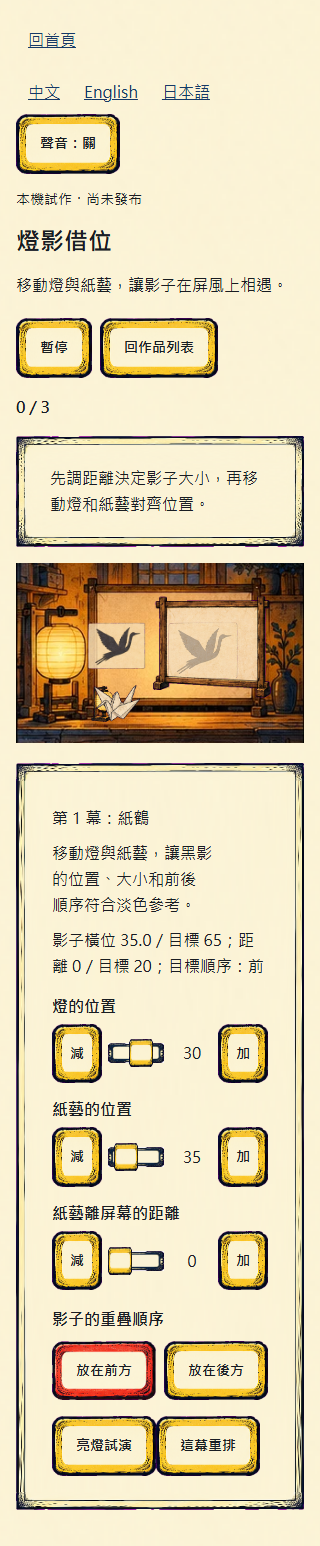 回首頁
中文 English 日本語
聲音：關
本機試作・尚未發布
燈影借位
移動燈與紙藝，讓影子在屏風上相遇。
暫停 回作品列表
0 / 3
先調距離決定影子大小，再移
動燈和紙藝對齊位置。
第 1 幕：紙鶴
移動燈與紙藝，讓黑影
的位置、大小和前後
順序符合淡色參考。
影子橫位 35.0 / 目標 65；距
離 0 / 目標 20；目標順序：前
燈的位置
減 30 加
紙藝的位置
減 35 加
紙藝離屏幕的距離
減 0 加
影子的重疊順序
放在前方 放在後方
亮燈試演 這幕重排